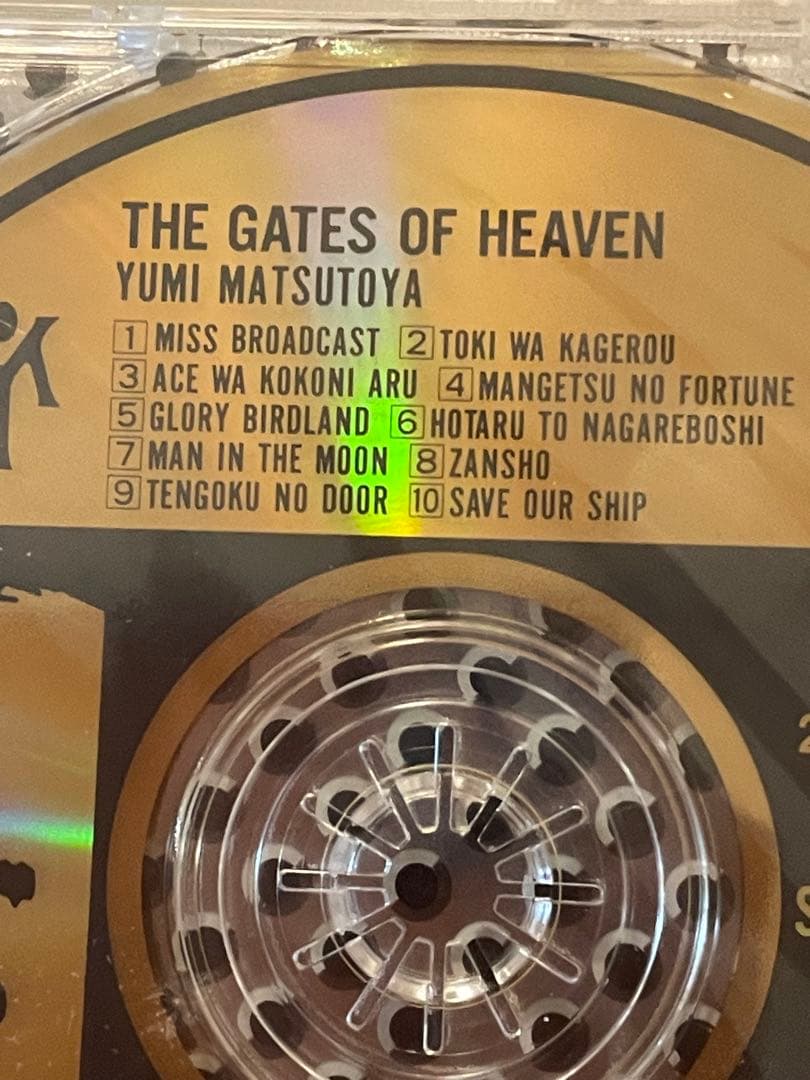 THE GATES OF HEAVEN
YUMI MATSUTOYA
1 MISS BROADCAST 2 TOKI WA KAGEROU
3 ACE WA KOKONI ARU 4 MANGETSU NO FORTUNE
5 GLORY BIRDLAND 6 HOTARU TO NAGAREBOSHI
7 MAN IN THE MOON 8 ZANSHO
9 TENGOKU NO DOOR 10 SAVE OUR SHIP